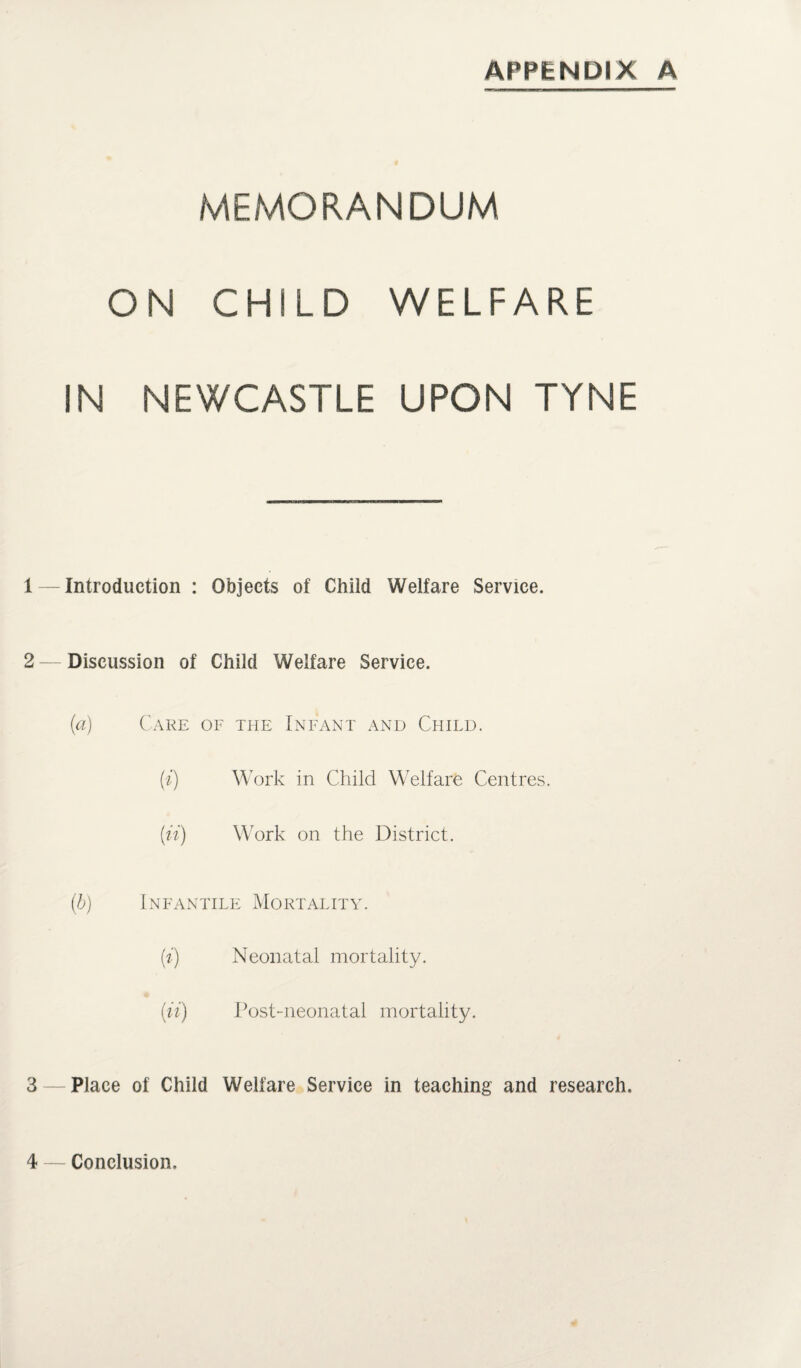 APPENDIX A
MEMORANDUM
ON CHILD WELFARE
IN NEWCASTLE UPON TYNE
1 — Introduction : Objects of Child Welfare Service.
2 — Discussion of Child Welfare Service.
(a) CARE OF THE INFANT AND CHILD.
(i) Work in Child Welfare Centres.
(ii) Work on the District.
(b) INFANTILE MORTALITY.
(i) Neonatal mortality.
(ii) Post-neonatal mortality.
3 — Place of Child Welfare Service in teaching and research.
4 — Conclusion.